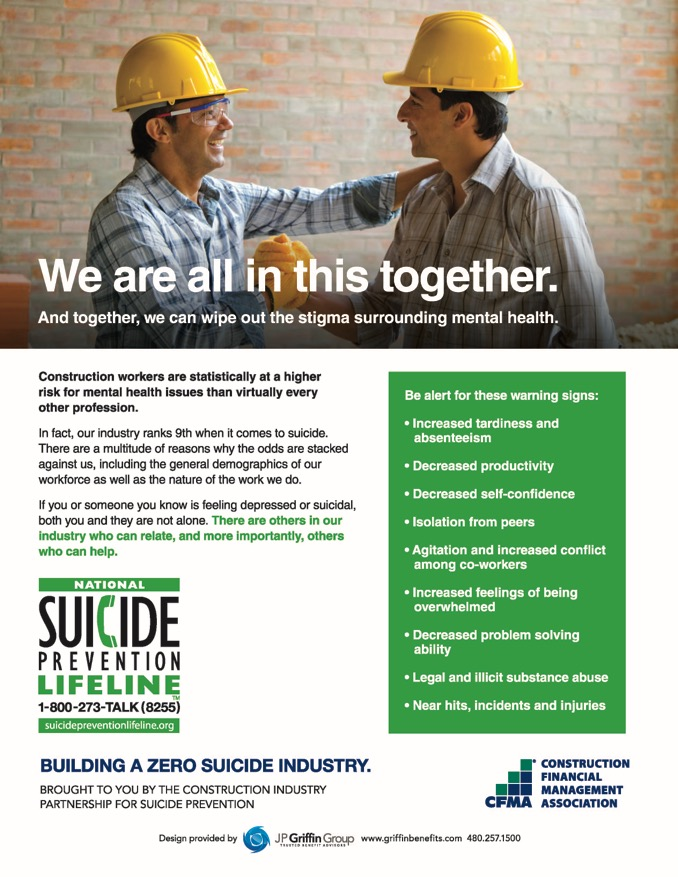 We are all in this together.
And together, we can wipe out the stigma surrounding mental health.
Construction workers are statistically at a higher
risk for mental health issues than virtually every
other profession.
In fact, our industry ranks 9th when it comes to suicide.
There are a multitude of reasons why the odds are stacked
against us, including the general demographics of our
workforce as well as the nature of the work we do.
If you or someone you know is feeling depressed or suicidal,
both you and they are not alone. There are others in our
industry who can relate, and more importantly, others
who can help.
NATIONAL
SUICIDE
PREVENTION
LIFELINE™
1-800-273-TALK (8255)
suicidepreventionlifeline.org
Be alert for these warning signs:
• Increased tardiness and
absenteeism
• Decreased productivity
• Decreased self-confidence
• Isolation from peers
• Agitation and increased conflict
among co-workers
• Increased feelings of being
overwhelmed
• Decreased problem solving
ability
• Legal and illicit substance abuse
• Near hits, incidents and injuries
BUILDING A ZERO SUICIDE INDUSTRY.
BROUGHT TO YOU BY THE CONSTRUCTION INDUSTRY
PARTNERSHIP FOR SUICIDE PREVENTION
CFMA
CONSTRUCTION
FINANCIAL
MANAGEMENT
ASSOCIATION
Design provided by JP Griffin Group www.griffinbenefits.com 480.257.1500
TRUSTED BENEFIT ADVISORS